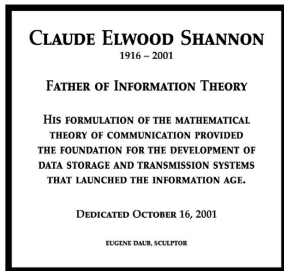 CLAUDE ELWOOD SHANNON
1916 – 2001
FATHER OF INFORMATION THEORY
HIS FORMULATION OF THE MATHEMATICAL
THEORY OF COMMUNICATION PROVIDED
THE FOUNDATION FOR THE DEVELOPMENT OF
DATA STORAGE AND TRANSMISSION SYSTEMS
THAT LAUNCHED THE INFORMATION AGE.
DEDICATED OCTOBER 16, 2001
EUGENE DAUB, SCULPTOR